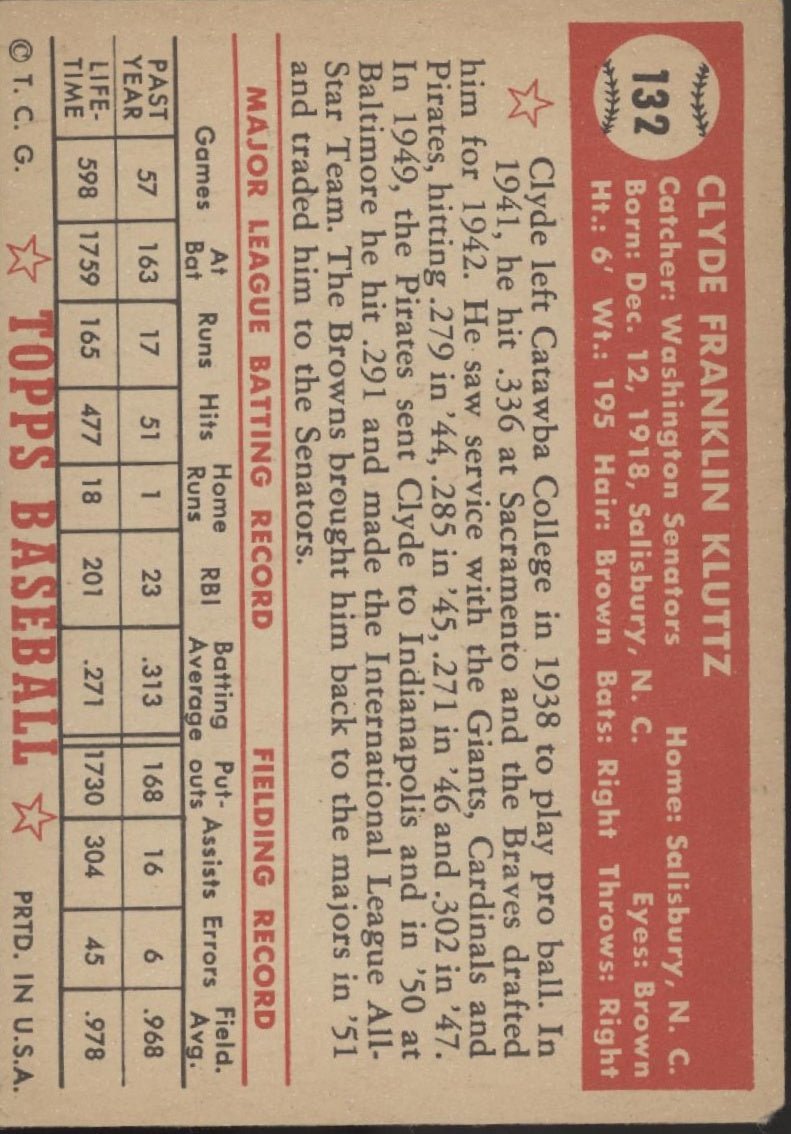 132
CLYDE FRANKLIN KLUTTZ
Catcher: Washington Senators Home: Salisbury, N. C.
Born: Dec. 12, 1918, Salisbury, N. C. Eyes: Brown
Ht.: 6' Wt.: 195 Hair: Brown Bats: Right Throws: Right
Clyde left Catawba College in 1938 to play pro ball. In
1941, he hit .336 at Sacramento and the Braves drafted
him for 1942. He saw service with the Giants, Cardinals and
Pirates, hitting .279 in '44, .285 in '45, .271 in '46 and .302 in '47.
In 1949, the Pirates sent Clyde to Indianapolis and in '50 at
Baltimore he hit .291 and made the International League All-
Star Team. The Browns brought him back to the majors in '51
and traded him to the Senators.
MAJOR LEAGUE BATTING RECORD FIELDING RECORD
Games At Bat Runs Hits Home Runs RBI Batting Average Put-outs Assists Errors Field. Avg.
PAST YEAR 57 163 17 51 1 23 .313 168 16 6 .968
LIFE-TIME 598 1759 165 477 18 201 .271 1730 304 45 .978
© T. C. G. TOPPS BASEBALL PRTD. IN U.S.A.